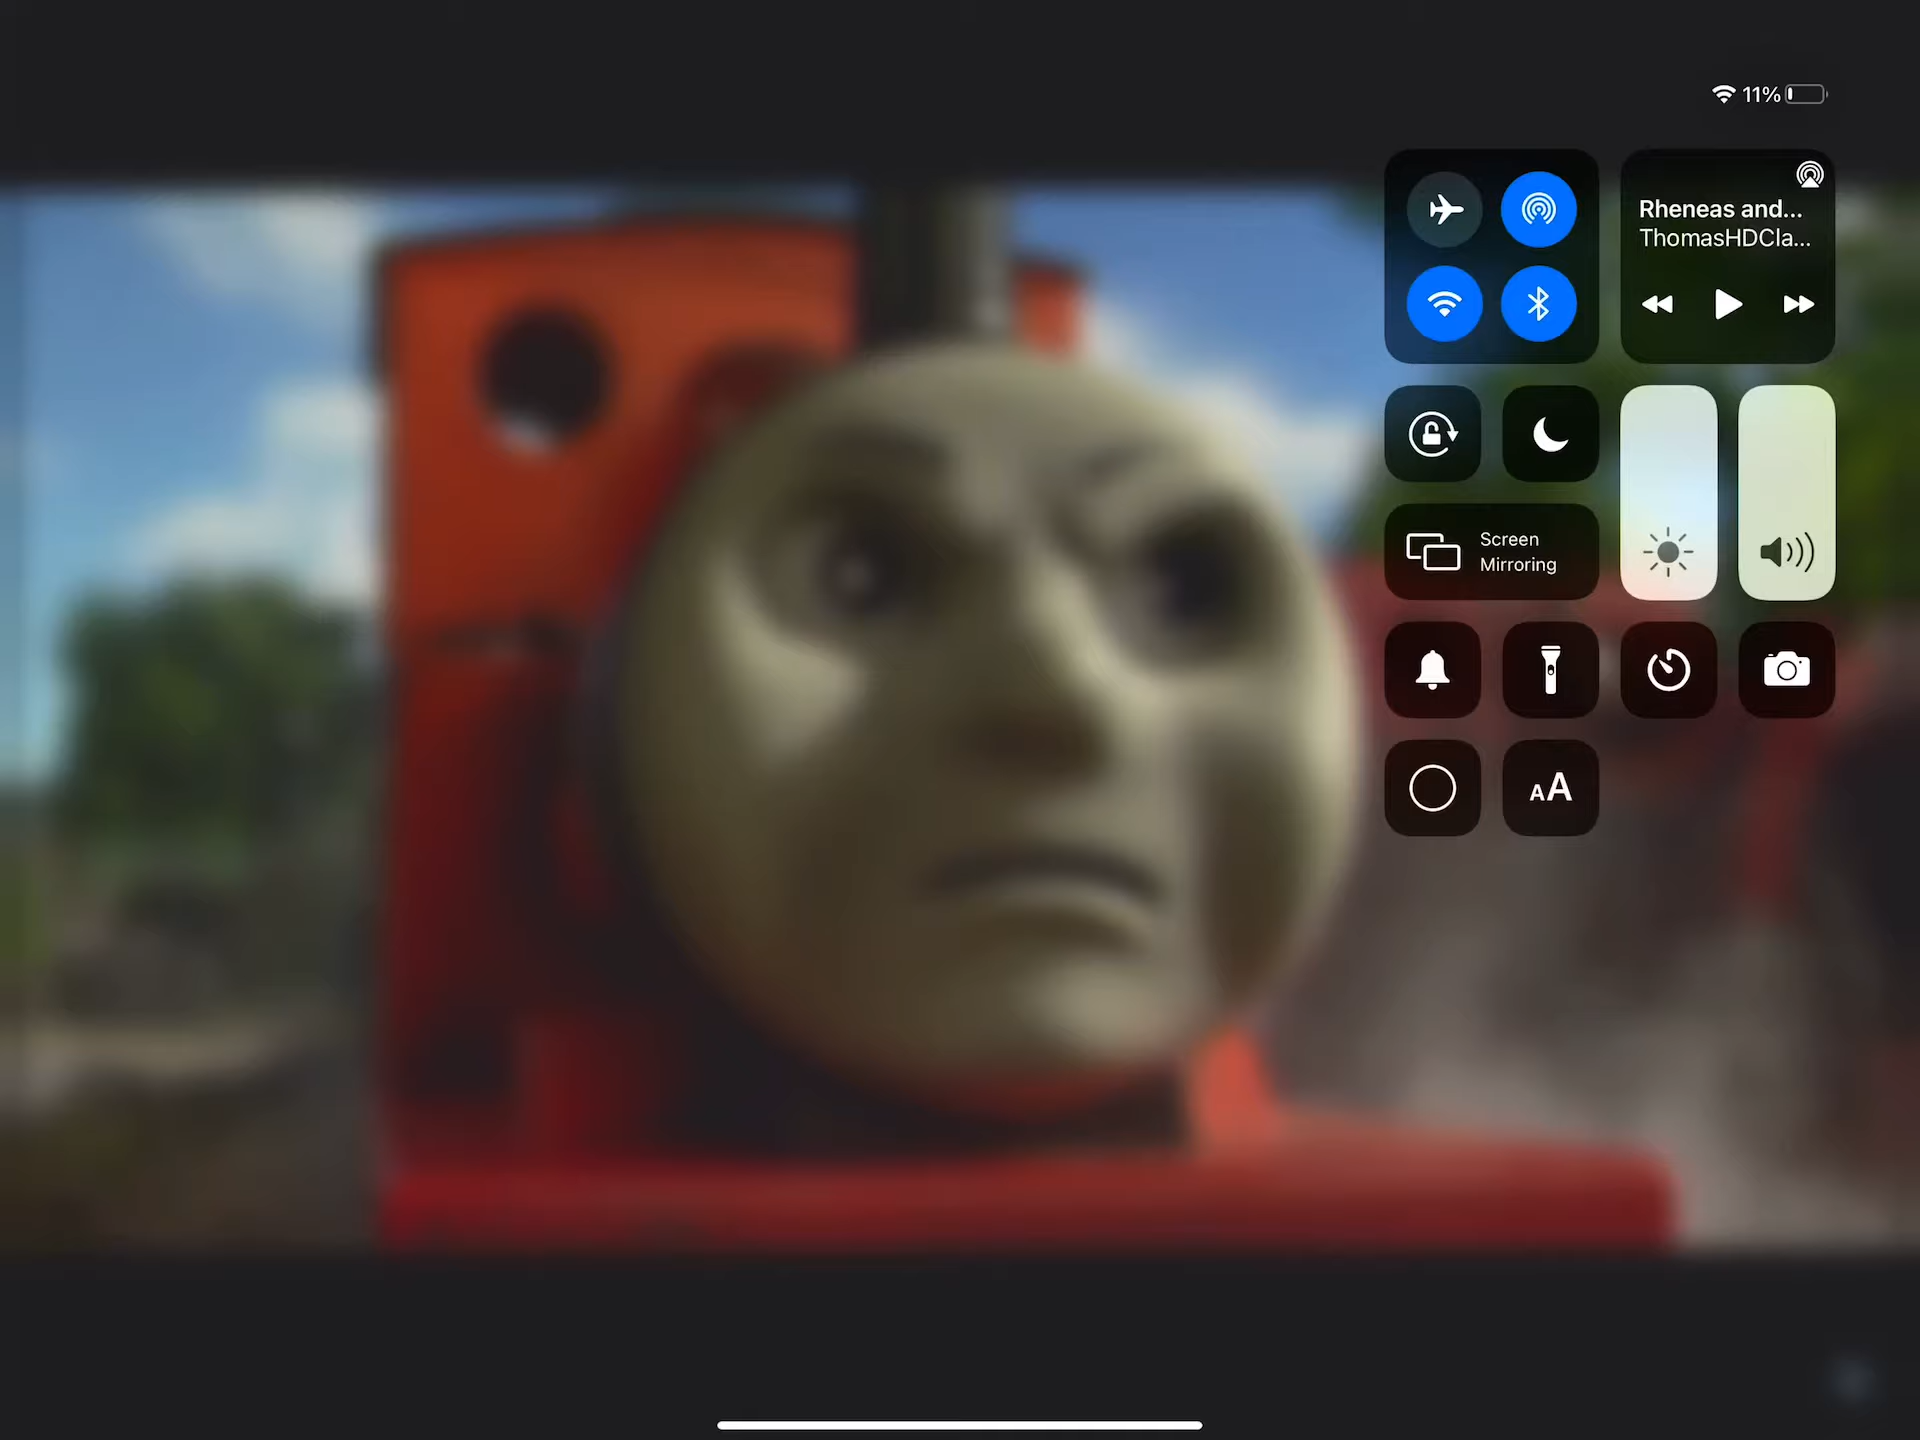 11%
Rheneas and...
ThomasHDCla...
Screen
Mirroring
AA